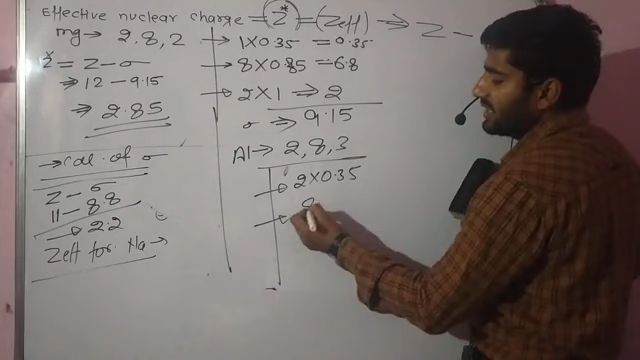 Effective nuclear charge = Z* = (Zeff) → Z -
mg → 2,8,2
→ 1×0.35 = 0.35
→ 8×0.85 = 6.8
→ 2×1 → 2
σ → 9.15
Z* = Z - σ
→ 12 - 9.15
→ 2.85
→ cal. of σ
Z - σ
11 - 8.8
→ 2.2
Zeff for Na →
Al → 2,8,3
→ 2×0.35
→ 8